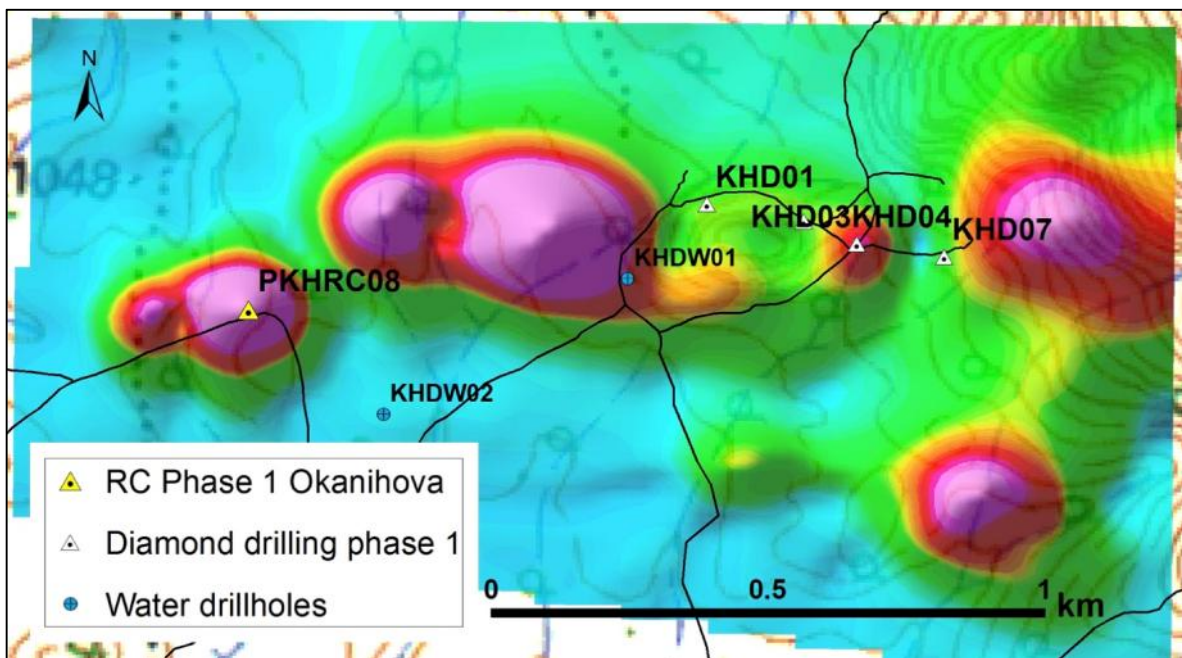 N
1048
KHD01
KHD03KHD04
KHD07
KHDW01
PKHRC08
KHDW02
RC Phase 1 Okanihova
Diamond drilling phase 1
Water drillholes
0 0.5 1 km